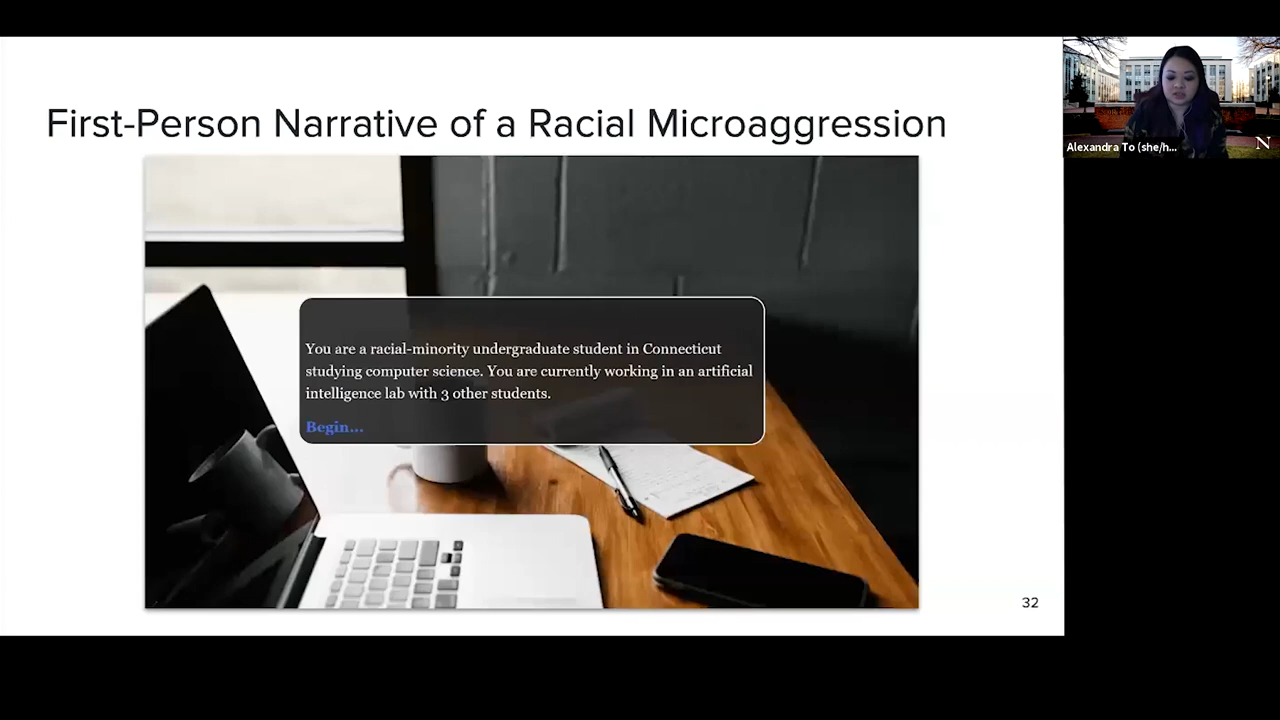 First-Person Narrative of a Racial Microaggression
You are a racial-minority undergraduate student in Connecticut
studying computer science. You are currently working in an artificial
intelligence lab with 3 other students.
Begin...
32
Alexandra To (she/h...
N